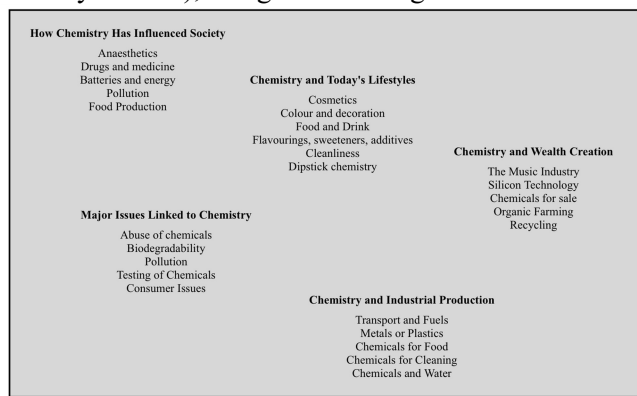 How Chemistry Has Influenced Society
Anaesthetics
Drugs and medicine
Batteries and energy
Pollution
Food Production
Chemistry and Today's Lifestyles
Cosmetics
Colour and decoration
Food and Drink
Flavourings, sweeteners, additives
Cleanliness
Dipstick chemistry
Chemistry and Wealth Creation
The Music Industry
Silicon Technology
Chemicals for sale
Organic Farming
Recycling
Major Issues Linked to Chemistry
Abuse of chemicals
Biodegradability
Pollution
Testing of Chemicals
Consumer Issues
Chemistry and Industrial Production
Transport and Fuels
Metals or Plastics
Chemicals for Food
Chemicals for Cleaning
Chemicals and Water